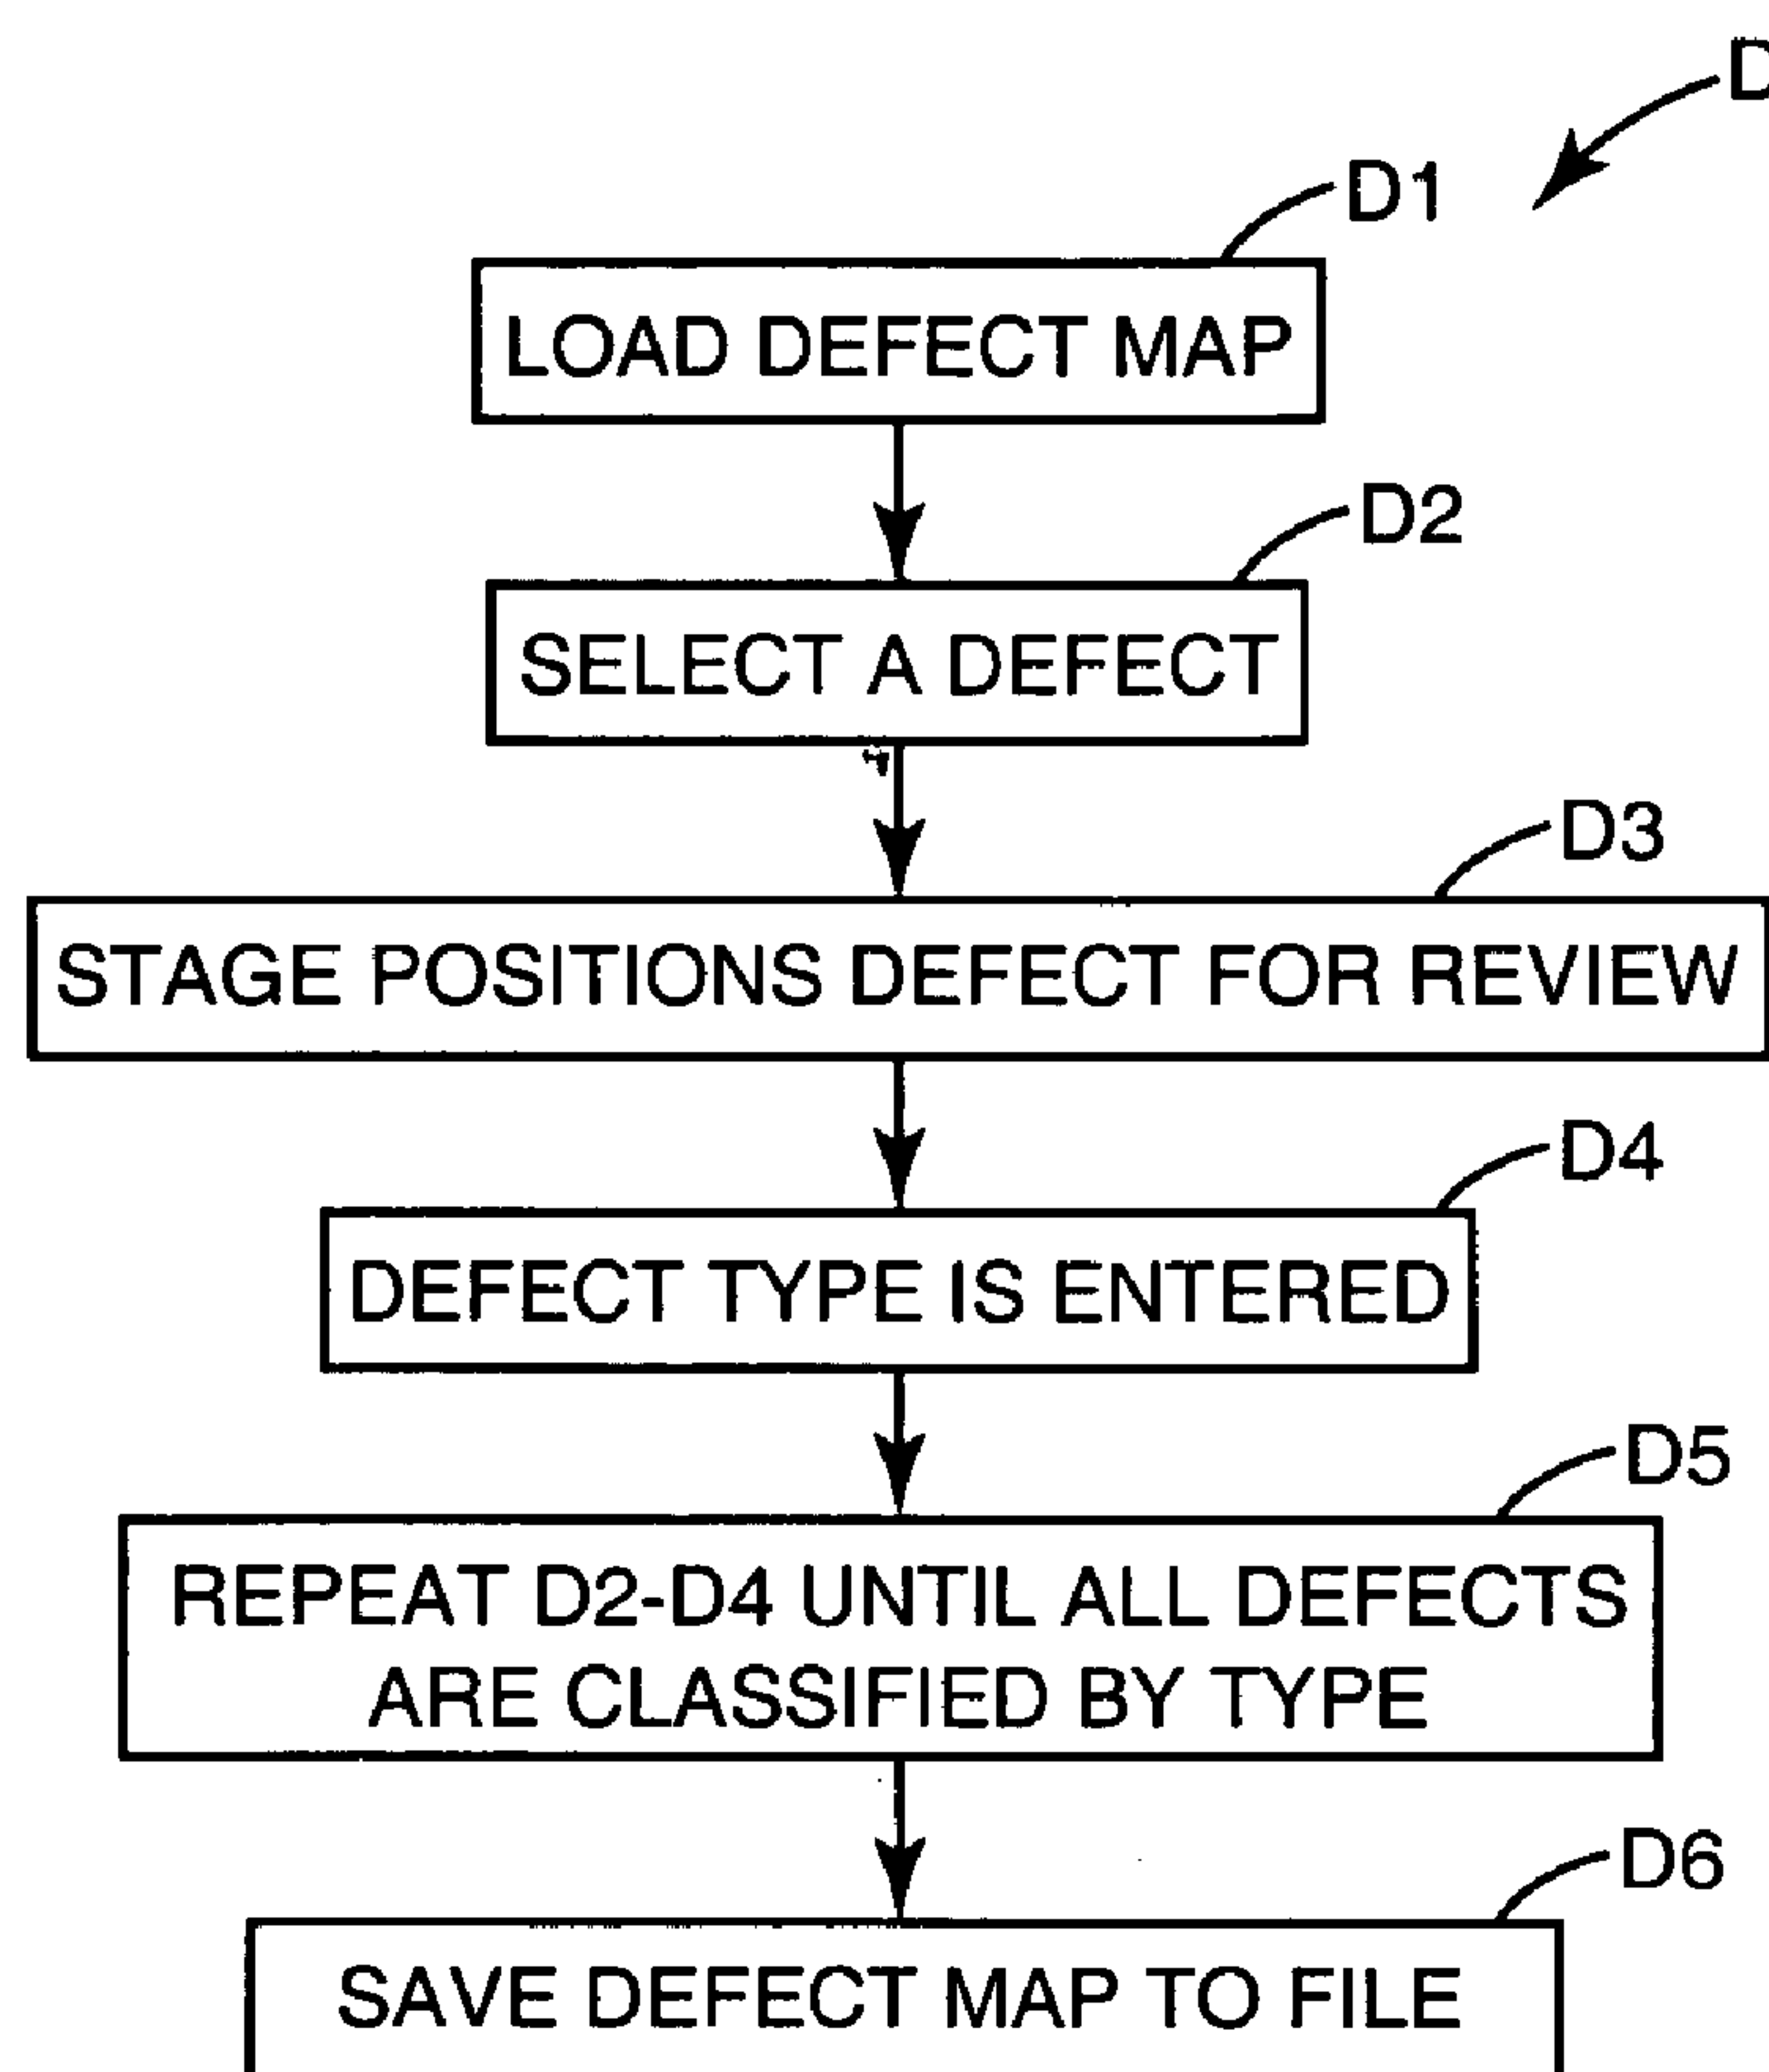 D
D1
LOAD DEFECT MAP
D2
SELECT A DEFECT
D3
STAGE POSITIONS DEFECT FOR REVIEW
D4
DEFECT TYPE IS ENTERED
D5
REPEAT D2-D4 UNTIL ALL DEFECTS
ARE CLASSIFIED BY TYPE
D6
SAVE DEFECT MAP TO FILE